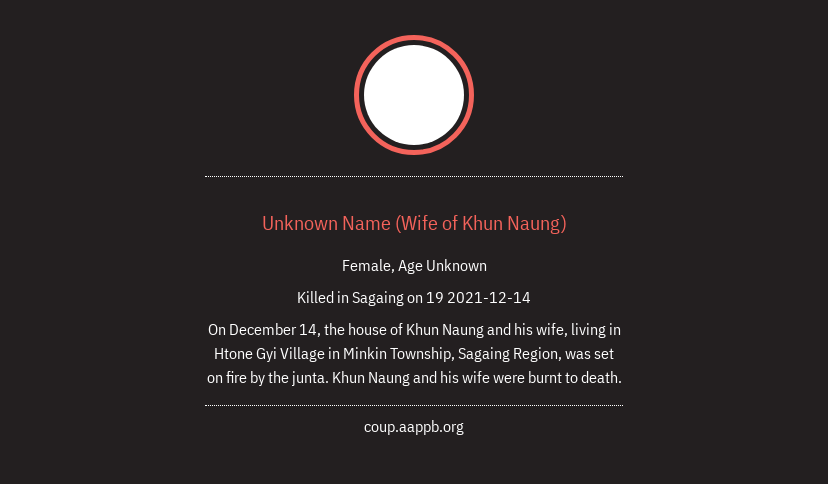 Unknown Name (Wife of Khun Naung)
Female, Age Unknown
Killed in Sagaing on 19 2021-12-14
On December 14, the house of Khun Naung and his wife, living in
Htone Gyi Village in Minkin Township, Sagaing Region, was set
on fire by the junta. Khun Naung and his wife were burnt to death.
coup.aappb.org